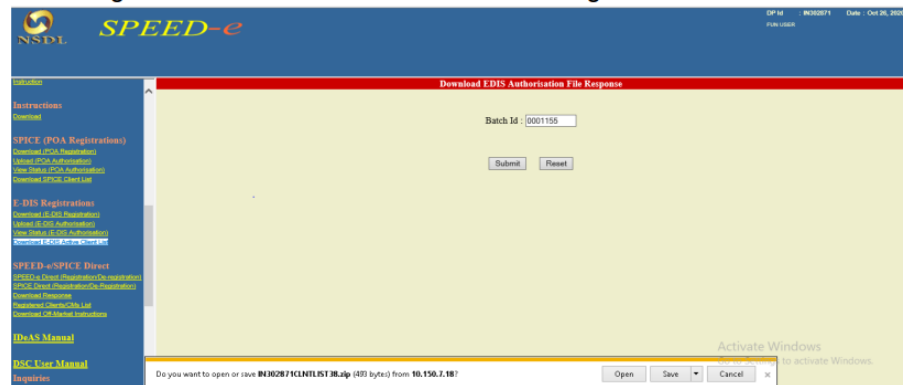 NSDL
SPEED-e
DP Id : IN302871 Date : Oct 26, 2020
FUN USER
Instruction
Instructions
Download
SPICE (POA Registrations)
Download (POA Registration)
Upload (POA Authorisation)
View Status (POA Authorisation)
Download SPICE Client List
E-DIS Registrations
Download (E-DIS Registration)
Upload (E-DIS Authorisation)
View Status (E-DIS Authorisation)
Download E-DIS Active Client List
SPEED-e/SPICE Direct
SPEED-e Direct (Registration/De-registration)
SPICE Direct (Registration/De-Registration)
Download Response
Registered Clients/CMs List
Download Off-Market Instructions
IDeAS Manual
DSC User Manual
Inquiries
Download EDIS Authorisation File Response
Batch Id : 0001155
Submit Reset
Activate Windows
Go to Settings to activate Windows.
Do you want to open or save IN302871CLNTLIST38.zip (493 bytes) from 10.150.7.18?
Open Save Cancel ×